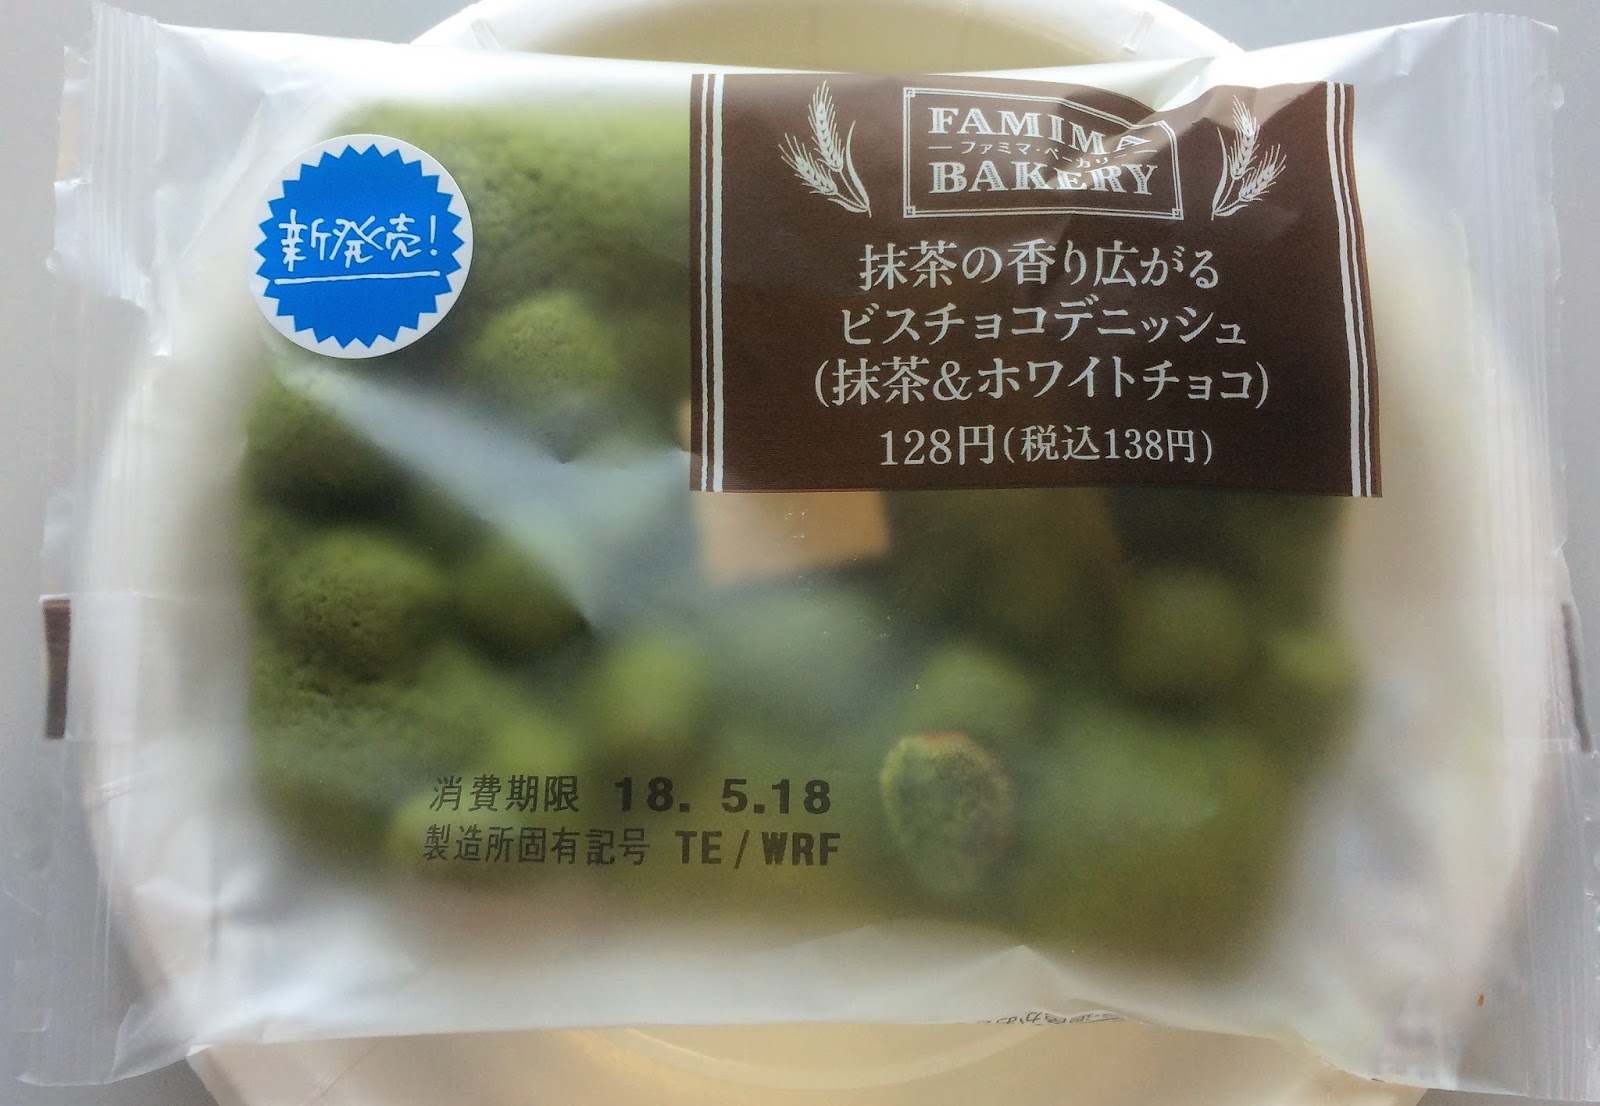 新発売!
FAMIMA
ファミマ・ベーカリー
BAKERY
抹茶の香り広がる
ビスチョコデニッシュ
(抹茶&ホワイトチョコ)
128円(税込138円)
消費期限 18. 5.18
製造所固有記号 TE/WRF